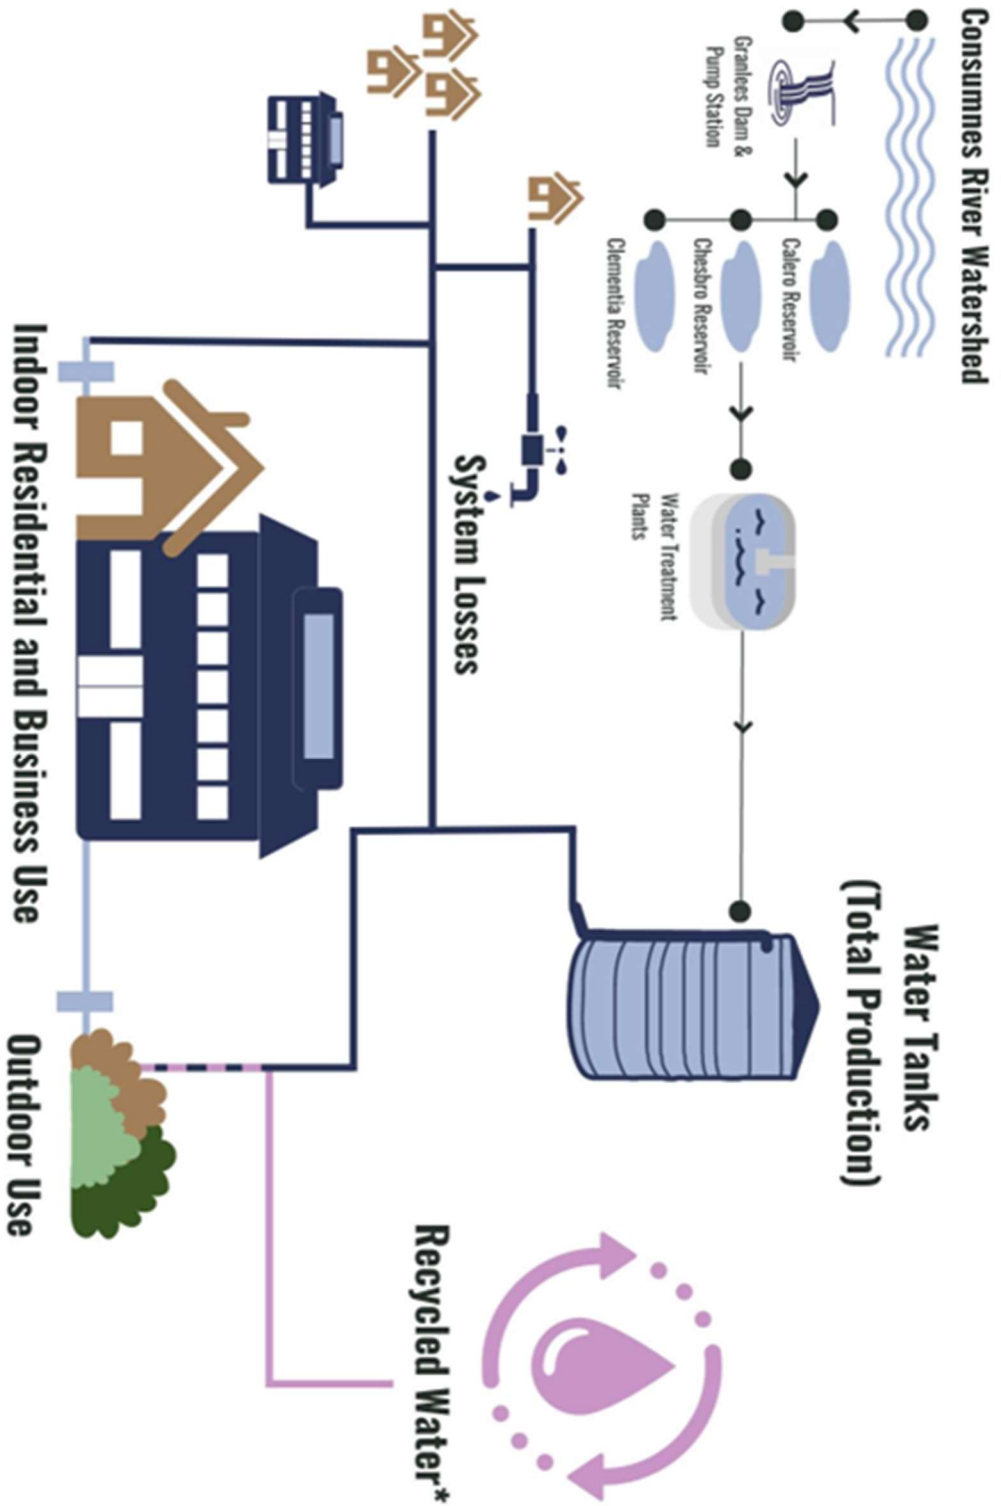 Consumnes River Watershed
Granlees Dam &
Pump Station
Calero Reservoir
Chesbro Reservoir
Clementia Reservoir
Water Treatment
Plants
Water Tanks
(Total Production)
System Losses
Recycled Water*
Indoor Residential and Business Use
Outdoor Use